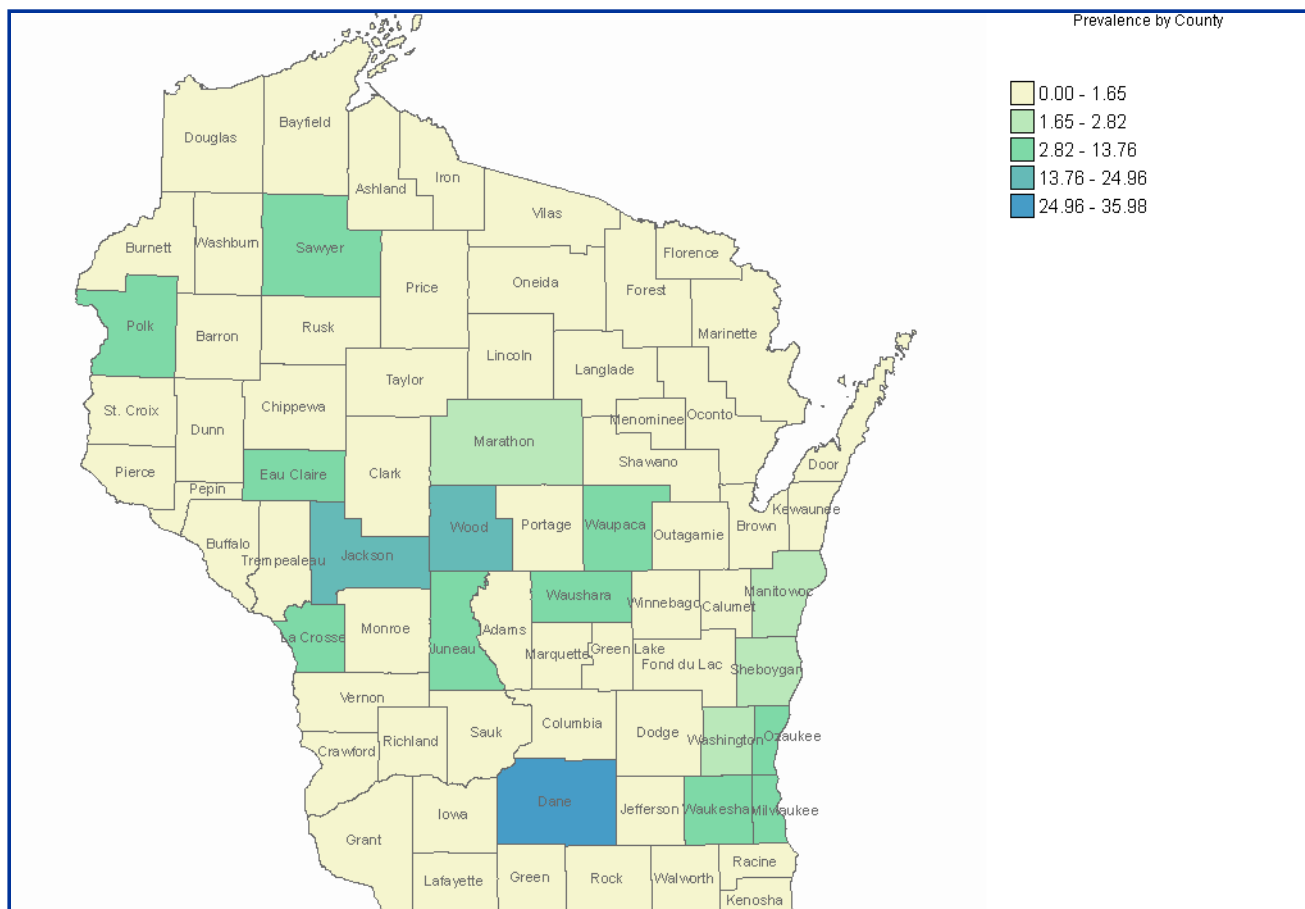 Prevalence by County
0.00 - 1.65
1.65 - 2.82
2.82 - 13.76
13.76 - 24.96
24.96 - 35.98
Bayfield
Douglas
Iron
Ashland
Vilas
Burnett
Washburn
Sawyer
Florence
Price
Oneida
Forest
Polk
Barron
Rusk
Marinette
Lincoln
Langlade
Taylor
St. Croix
Chippewa
Dunn
Menominee
Oconto
Marathon
Shawano
Door
Pierce
Eau Claire
Clark
Pepin
Kewaunee
Wood
Portage
Waupaca
Outagamie
Brown
Buffalo
Trempealeau
Jackson
Manitowoc
Waushara
Winnebago
Calumet
La Crosse
Monroe
Juneau
Adams
Marquette
Green Lake
Fond du Lac
Sheboygan
Vernon
Columbia
Dodge
Sauk
Richland
Washington
Ozaukee
Crawford
Dane
Iowa
Jefferson
Waukesha
Milwaukee
Grant
Racine
Lafayette
Green
Rock
Walworth
Kenosha